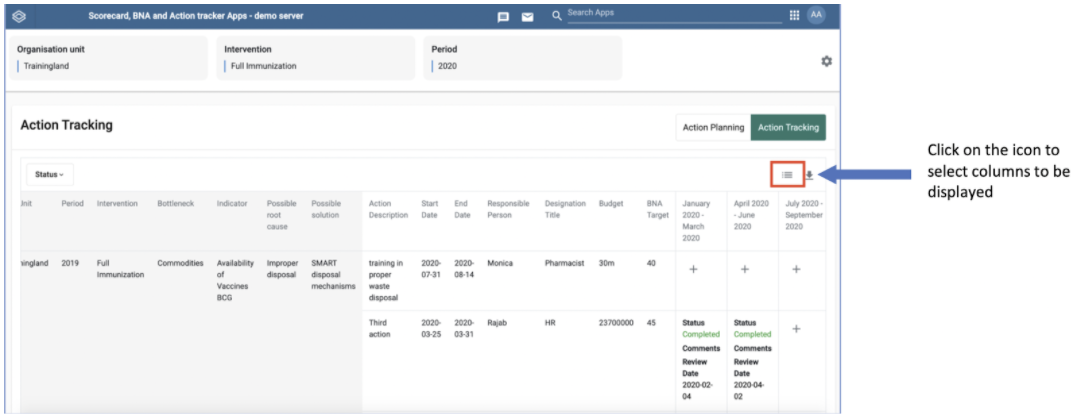 Scorecard, BNA and Action tracker Apps - demo server
Search Apps
AA
Organisation unit
Trainingland
Intervention
Full Immunization
Period
2020
Action Tracking
Action Planning
Action Tracking
Status
Click on the icon to
select columns to be
displayed
Unit Period Intervention Bottleneck Indicator Possible root cause Possible solution Action Description Start Date End Date Responsible Person Designation Title Budget BNA Target January 2020 - March 2020 April 2020 - June 2020 July 2020 - September 2020
ningland 2019 Full Immunization Commodities Availability of Vaccines BCG Improper disposal SMART disposal mechanisms training in proper waste disposal 2020-07-31 2020-08-14 Monica Pharmacist 30m 40 + + +
Third action 2020-03-25 2020-03-31 Rajab HR 23700000 45 Status Completed Comments Review Date 2020-02-04 Status Completed Comments Review Date 2020-04-02 +